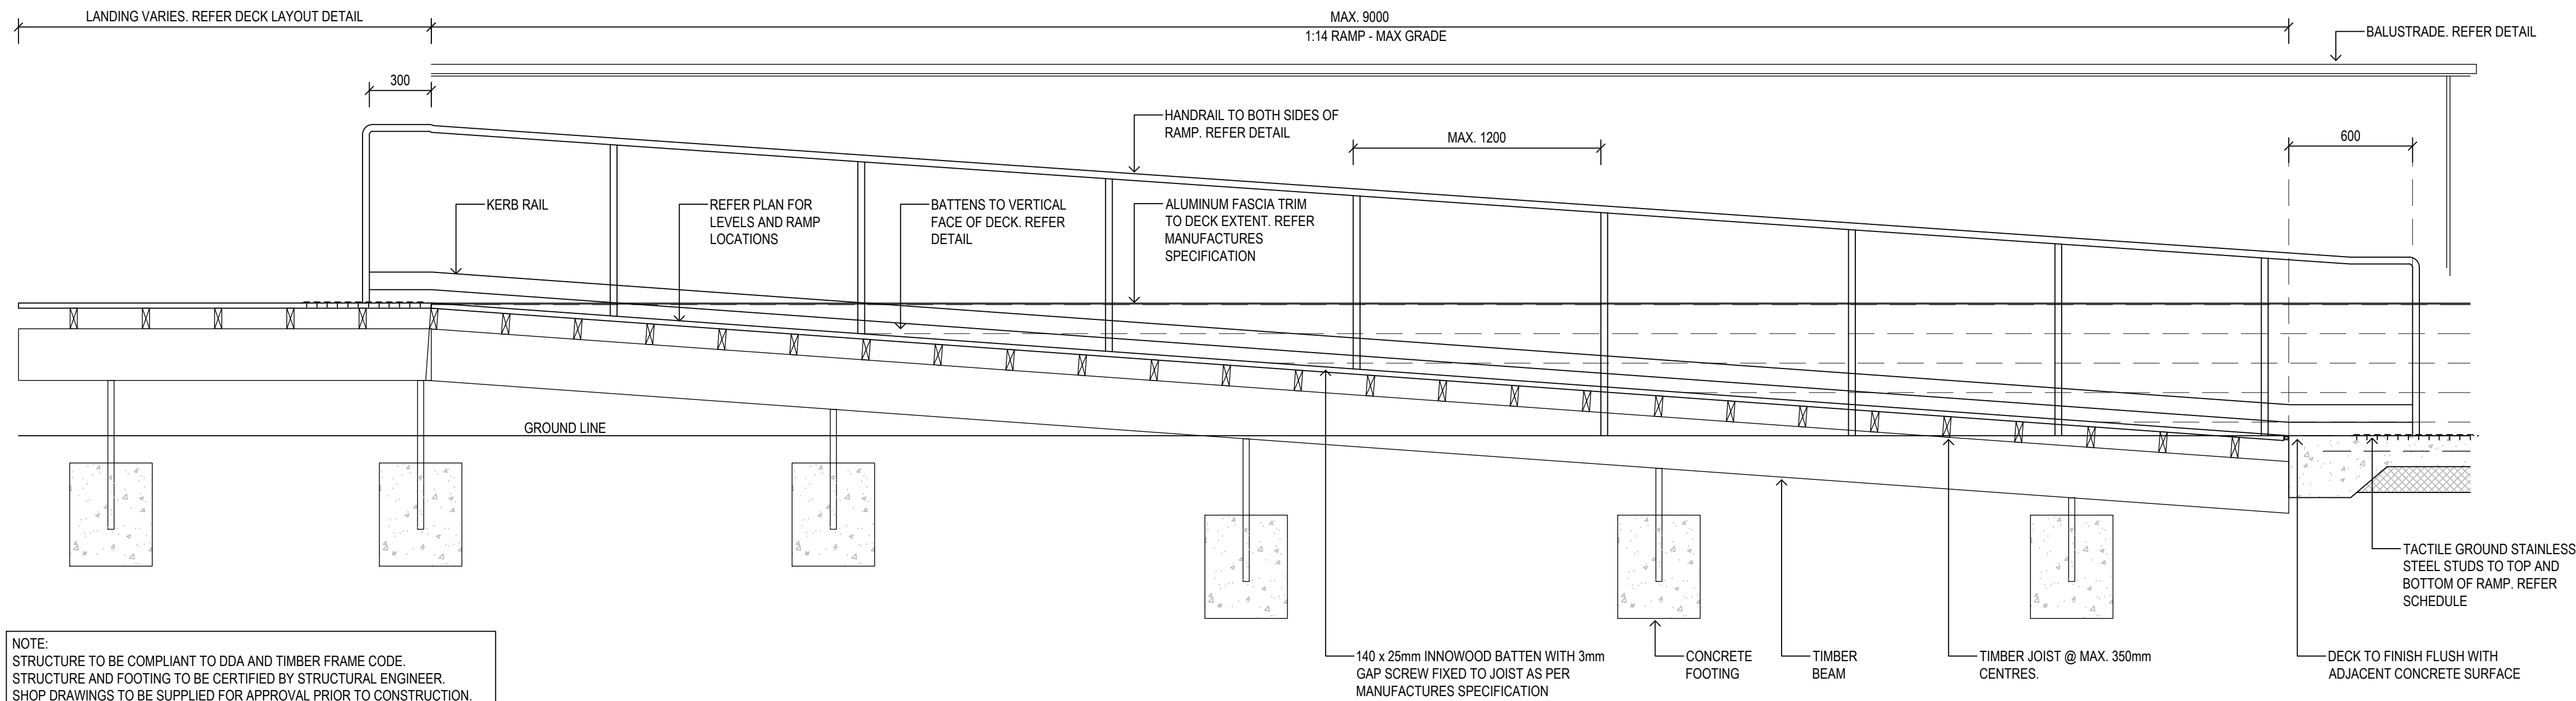 LANDING VARIES. REFER DECK LAYOUT DETAIL
MAX. 9000
1:14 RAMP - MAX GRADE
BALUSTRADE. REFER DETAIL
300
HANDRAIL TO BOTH SIDES OF
RAMP. REFER DETAIL
MAX. 1200
600
KERB RAIL
REFER PLAN FOR
LEVELS AND RAMP
LOCATIONS
BATTENS TO VERTICAL
FACE OF DECK. REFER
DETAIL
ALUMINUM FASCIA TRIM
TO DECK EXTENT. REFER
MANUFACTURES
SPECIFICATION
GROUND LINE
TACTILE GROUND STAINLESS
STEEL STUDS TO TOP AND
BOTTOM OF RAMP. REFER
SCHEDULE
NOTE:
STRUCTURE TO BE COMPLIANT TO DDA AND TIMBER FRAME CODE.
STRUCTURE AND FOOTING TO BE CERTIFIED BY STRUCTURAL ENGINEER.
SHOP DRAWINGS TO BE SUPPLIED FOR APPROVAL PRIOR TO CONSTRUCTION.
140 x 25mm INNOWOOD BATTEN WITH 3mm
GAP SCREW FIXED TO JOIST AS PER
MANUFACTURES SPECIFICATION
CONCRETE
FOOTING
TIMBER
BEAM
TIMBER JOIST @ MAX. 350mm
CENTRES.
DECK TO FINISH FLUSH WITH
ADJACENT CONCRETE SURFACE